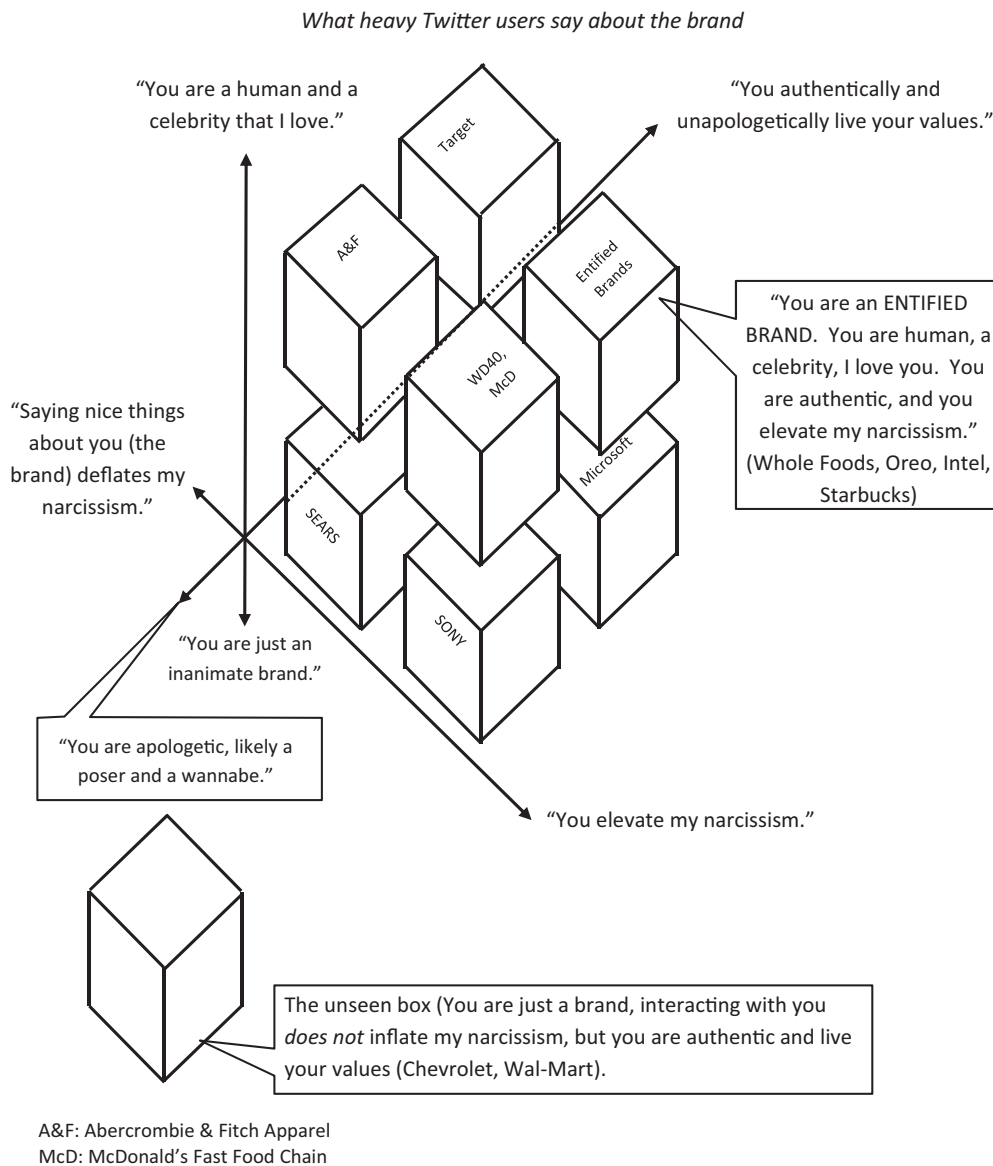 What heavy Twitter users say about the brand
“You are a human and a
celebrity that I love.”
“You authentically and
unapologetically live your values.”
Target
A&F
Entified
Brands
WD40,
McD
“You are an ENTIFIED
BRAND. You are human, a
celebrity, I love you. You
are authentic, and you
elevate my narcissism.”
(Whole Foods, Oreo, Intel,
Starbucks)
“Saying nice things
about you (the
brand) deflates my
narcissism.”
Microsoft
SEARS
SONY
“You are just an
inanimate brand.”
“You are apologetic, likely a
poser and a wannabe.”
“You elevate my narcissism.”
The unseen box (You are just a brand, interacting with you
does not inflate my narcissism, but you are authentic and live
your values (Chevrolet, Wal-Mart).
A&F: Abercrombie & Fitch Apparel
McD: McDonald’s Fast Food Chain